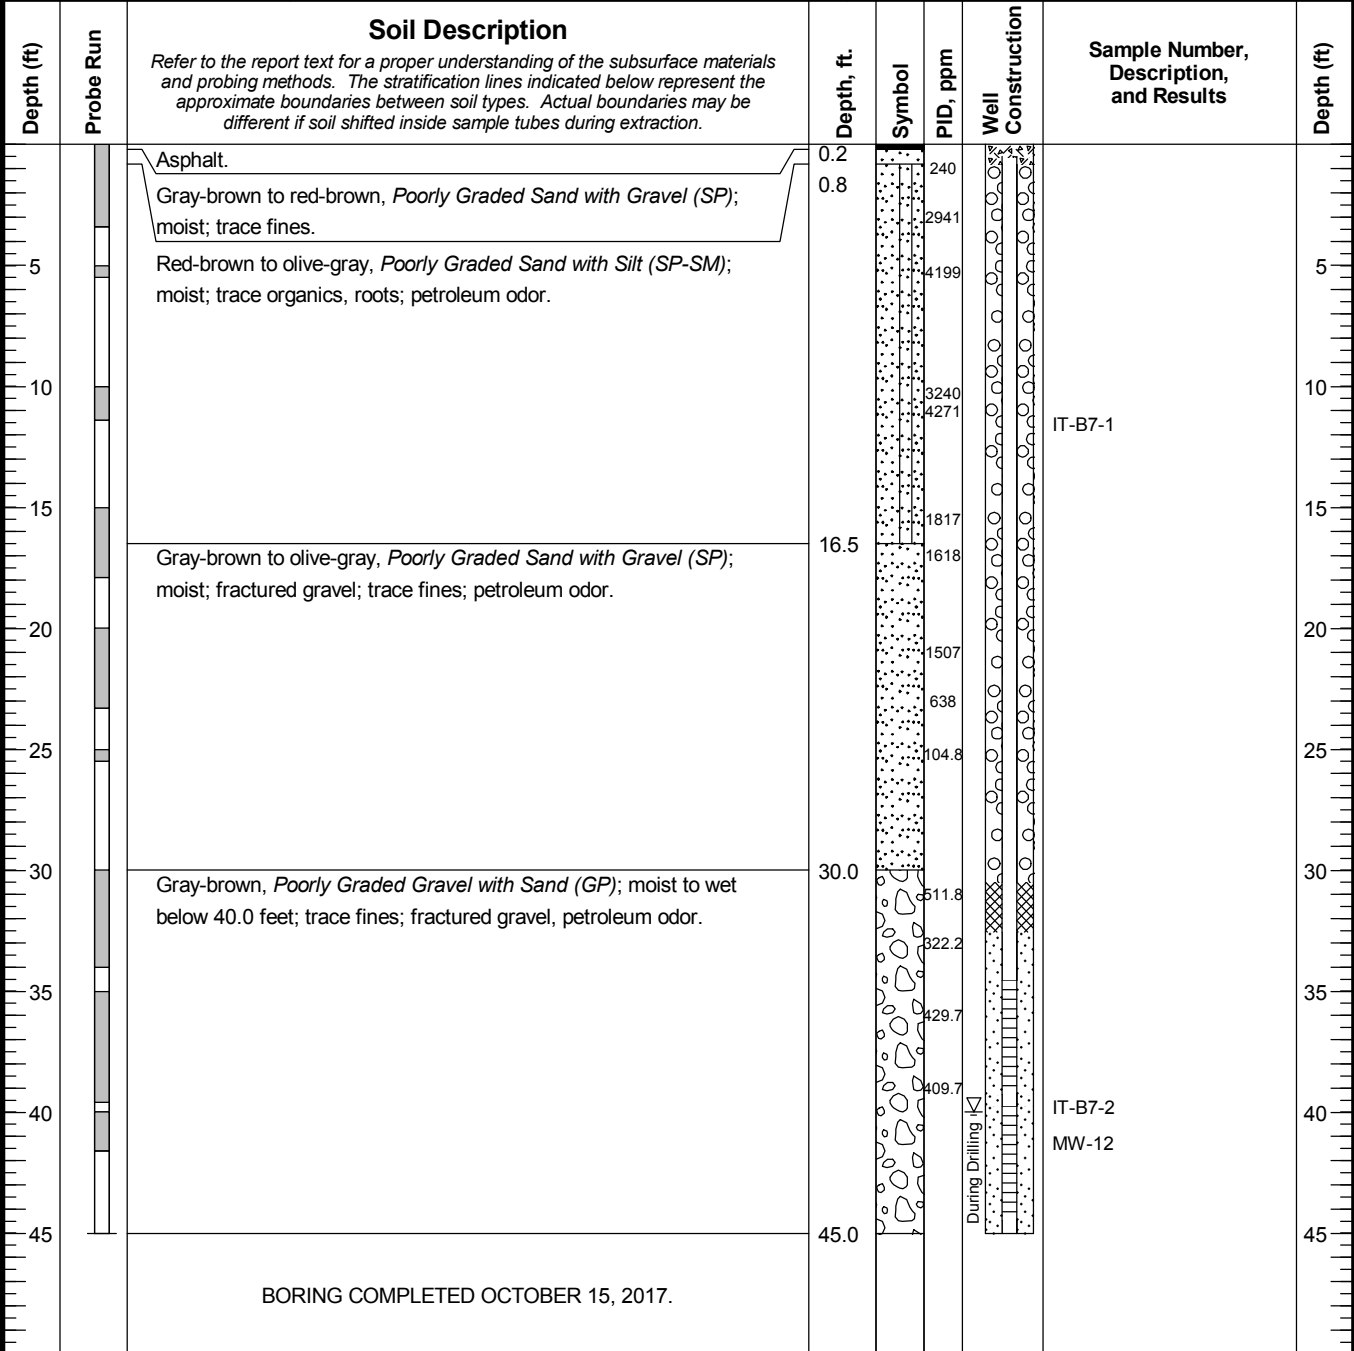 Depth (ft)
Probe Run
Soil Description
Refer to the report text for a proper understanding of the subsurface materials
and probing methods. The stratification lines indicated below represent the
approximate boundaries between soil types. Actual boundaries may be
different if soil shifted inside sample tubes during extraction.
Depth, ft.
Symbol
PID, ppm
Well
Construction
Sample Number,
Description,
and Results
Depth (ft)
Asphalt.
0.2
240
Gray-brown to red-brown, Poorly Graded Sand with Gravel (SP);
moist; trace fines.
0.8
2941
5
Red-brown to olive-gray, Poorly Graded Sand with Silt (SP-SM);
moist; trace organics, roots; petroleum odor.
4199
5
10
3240
10
4271
IT-B7-1
15
1817
15
16.5
Gray-brown to olive-gray, Poorly Graded Sand with Gravel (SP);
moist; fractured gravel; trace fines; petroleum odor.
1618
20
20
1507
638
25
104.8
25
30
30.0
30
Gray-brown, Poorly Graded Gravel with Sand (GP); moist to wet
below 40.0 feet; trace fines; fractured gravel, petroleum odor.
511.8
322.2
35
35
429.7
409.7
40
During Drilling
IT-B7-2
40
MW-12
45
45.0
45
BORING COMPLETED OCTOBER 15, 2017.